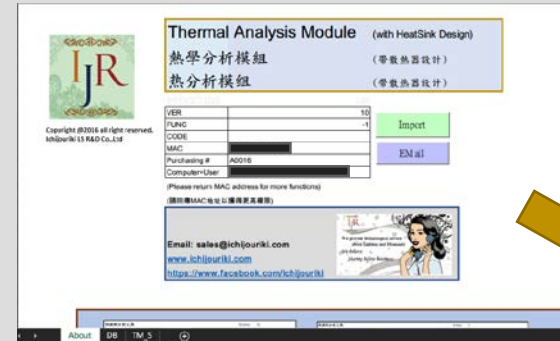 Thermal Analysis Module (with HeatSink Design)
熱學分析模組 (帶散熱器設計)
热分析模组 (带散热器设计)
IJR
Copyright @2016 all right reserved.
Ichijouriki LS R&D Co.,Ltd
VER 10
FUNC -1
CODE
MAC
Purchasing # A0016
Computer+User
Import
EMail
(Please return MAC address for more functions)
(請回傳MAC地址以獲得更高權限)
Email: sales@ichijouriki.com
www.ichijouriki.com
https://www.facebook.com/ichijouriki
About DB TM_S